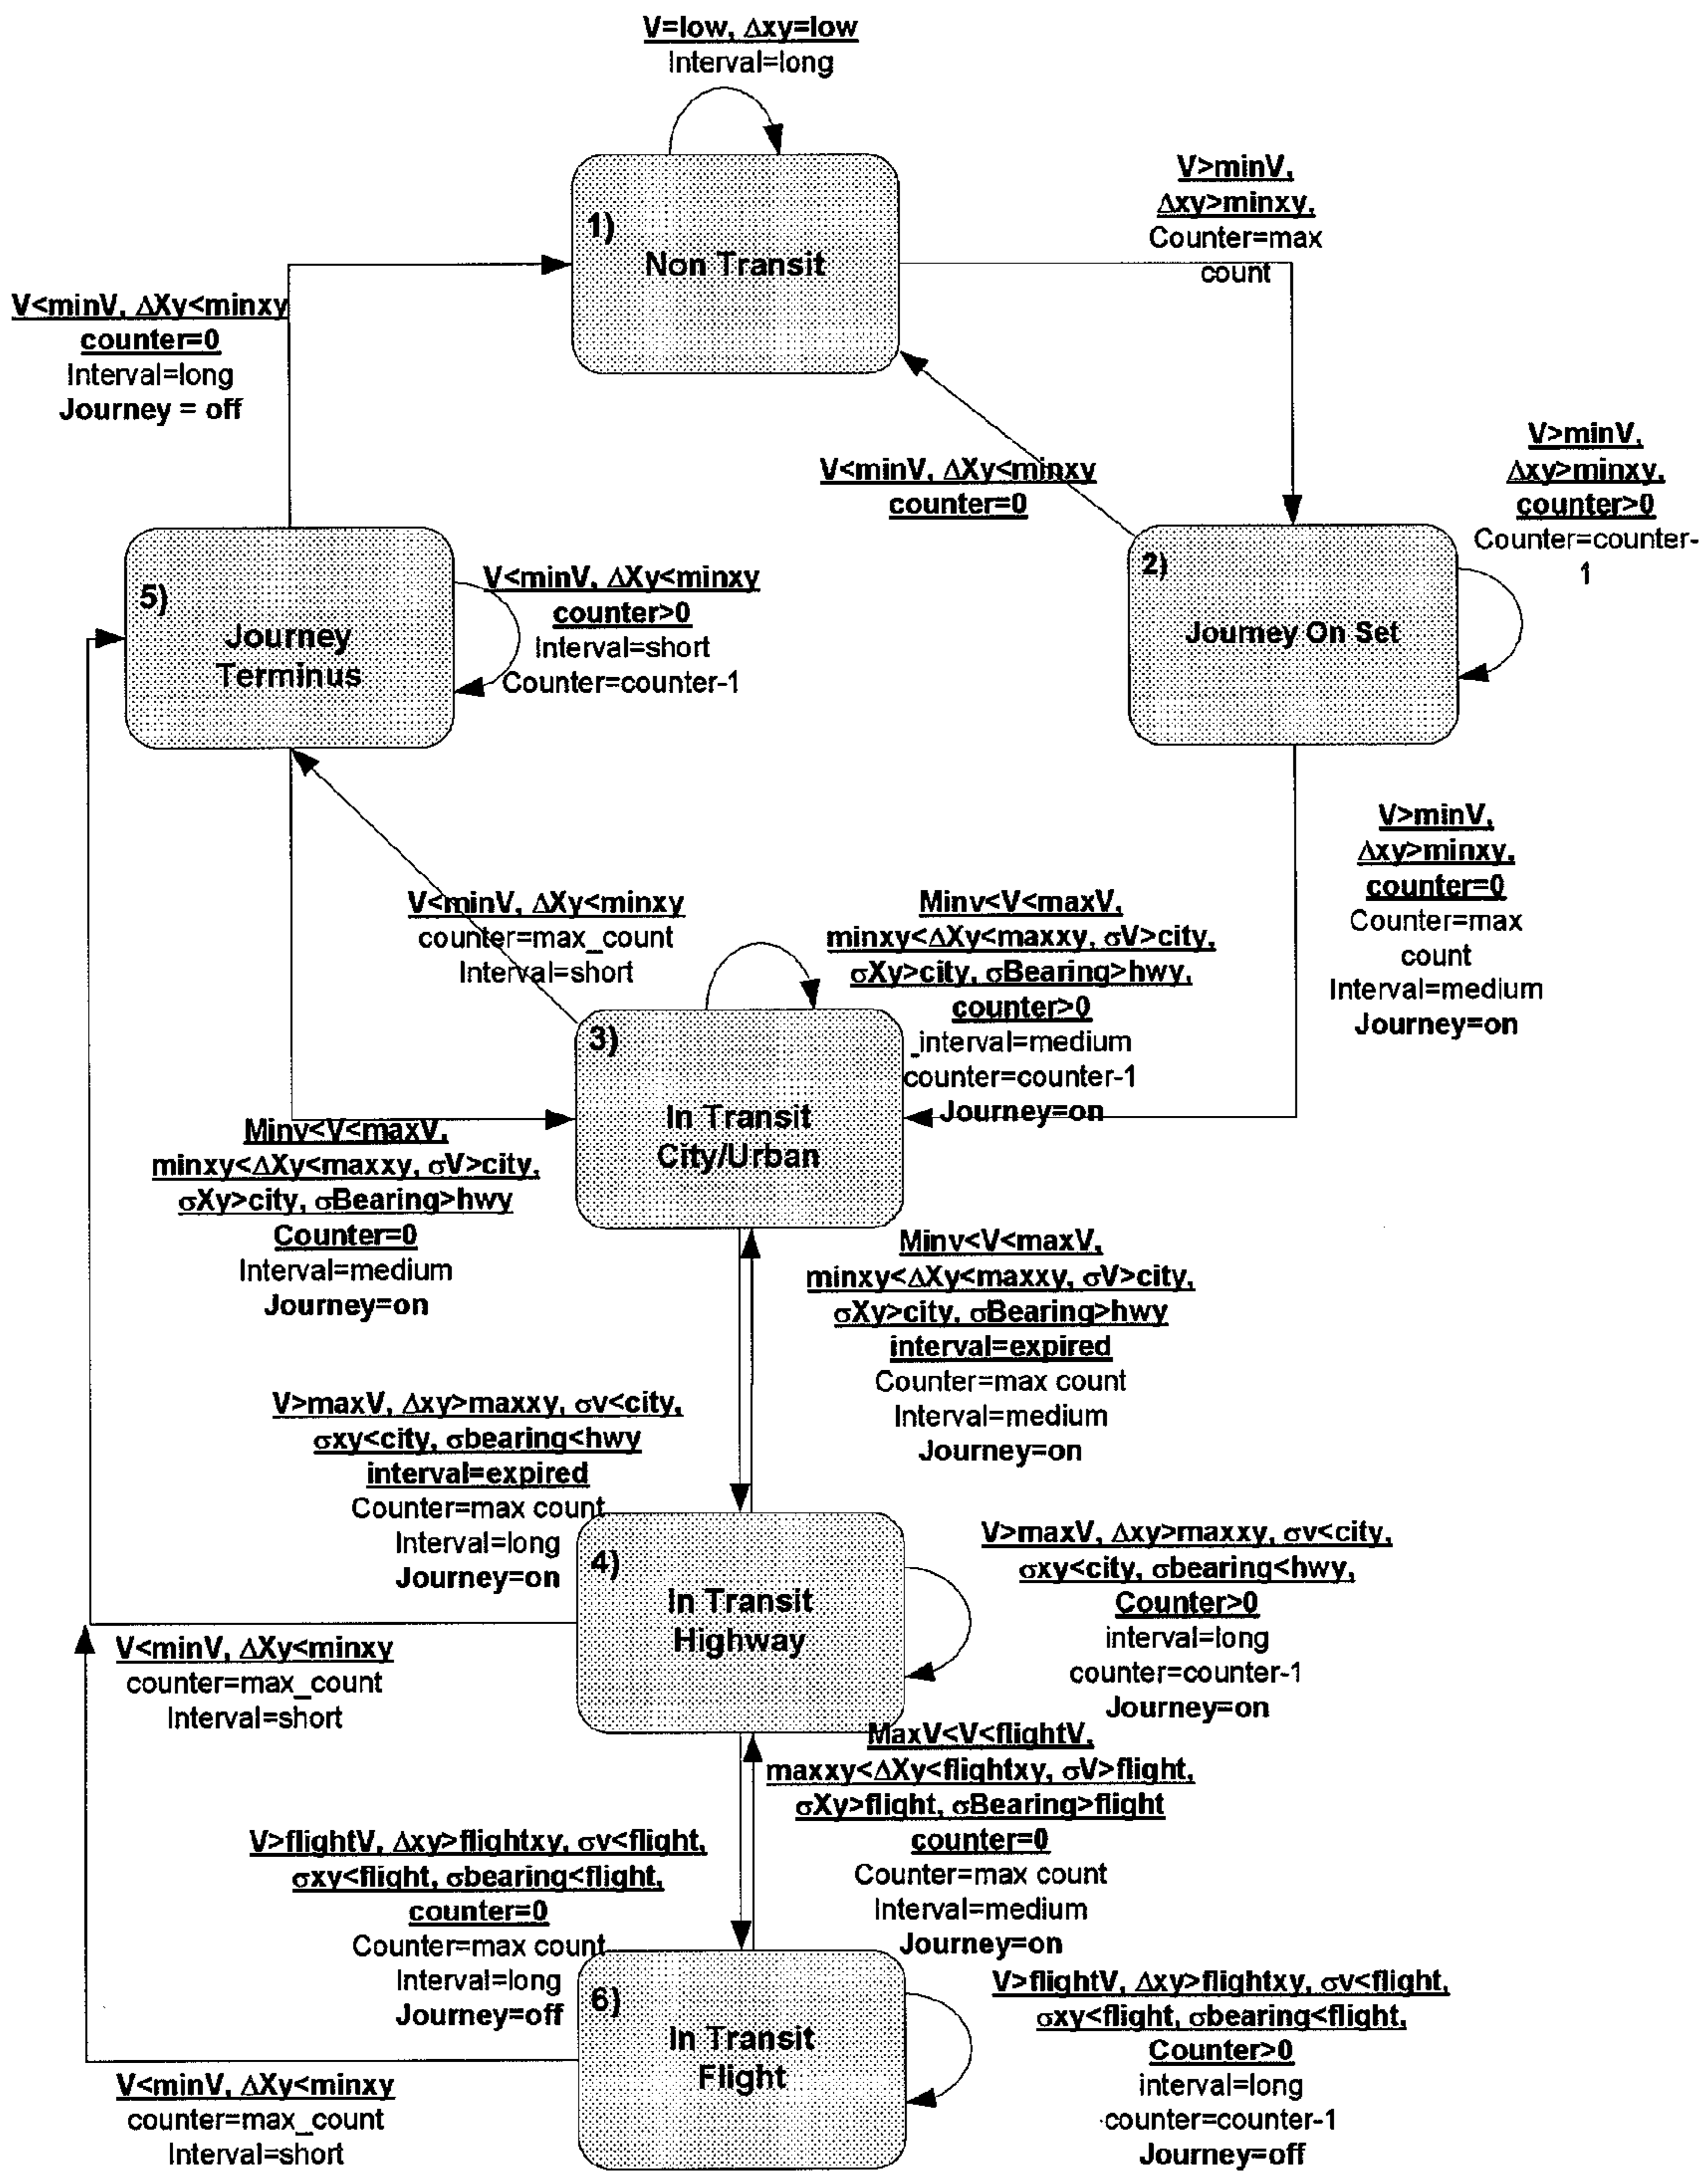 V=low, Δxy=low
Interval=long
1)
Non Transit
V>minV,
Δxy>minxy,
Counter=max
count
V<minV, ΔXy<minxy
counter=0
Interval=long
Journey = off
V<minV, ΔXy<minxy
counter=0
V>minV,
Δxy>minxy,
counter>0
Counter=counter-
1
2)
Journey On Set
5)
Journey
Terminus
V<minV, ΔXy<minxy
counter>0
Interval=short
Counter=counter-1
V>minV,
Δxy>minxy,
counter=0
Counter=max
count
Interval=medium
Journey=on
V<minV, ΔXy<minxy
counter=max_count
Interval=short
Minv<V<maxV,
minxy<ΔXy<maxxy, σV>city,
σXy>city, σBearing>hwy,
counter>0
_interval=medium
counter=counter-1
Journey=on
3)
In Transit
City/Urban
Minv<V<maxV,
minxy<ΔXy<maxxy, σV>city,
σXy>city, σBearing>hwy
Counter=0
Interval=medium
Journey=on
Minv<V<maxV,
minxy<ΔXy<maxxy, σV>city,
σXy>city, σBearing>hwy
interval=expired
Counter=max count
Interval=medium
Journey=on
V>maxV, Δxy>maxxy, σv<city,
σxy<city, σbearing<hwy
interval=expired
Counter=max count
Interval=long
Journey=on
4)
In Transit
Highway
V>maxV, Δxy>maxxy, σv<city,
σxy<city, σbearing<hwy,
Counter>0
interval=long
counter=counter-1
Journey=on
V<minV, ΔXy<minxy
counter=max_count
Interval=short
MaxV<V<flightV,
maxxy<ΔXy<flightxy, σV>flight,
σXy>flight, σBearing>flight
counter=0
Counter=max count
Interval=medium
Journey=on
V>flightV, Δxy>flightxy, σv<flight,
σxy<flight, σbearing<flight,
counter=0
Counter=max count
Interval=long
Journey=off
6)
In Transit
Flight
V>flightV, Δxy>flightxy, σv<flight,
σxy<flight, σbearing<flight,
Counter>0
interval=long
counter=counter-1
Journey=off
V<minV, ΔXy<minxy
counter=max_count
Interval=short